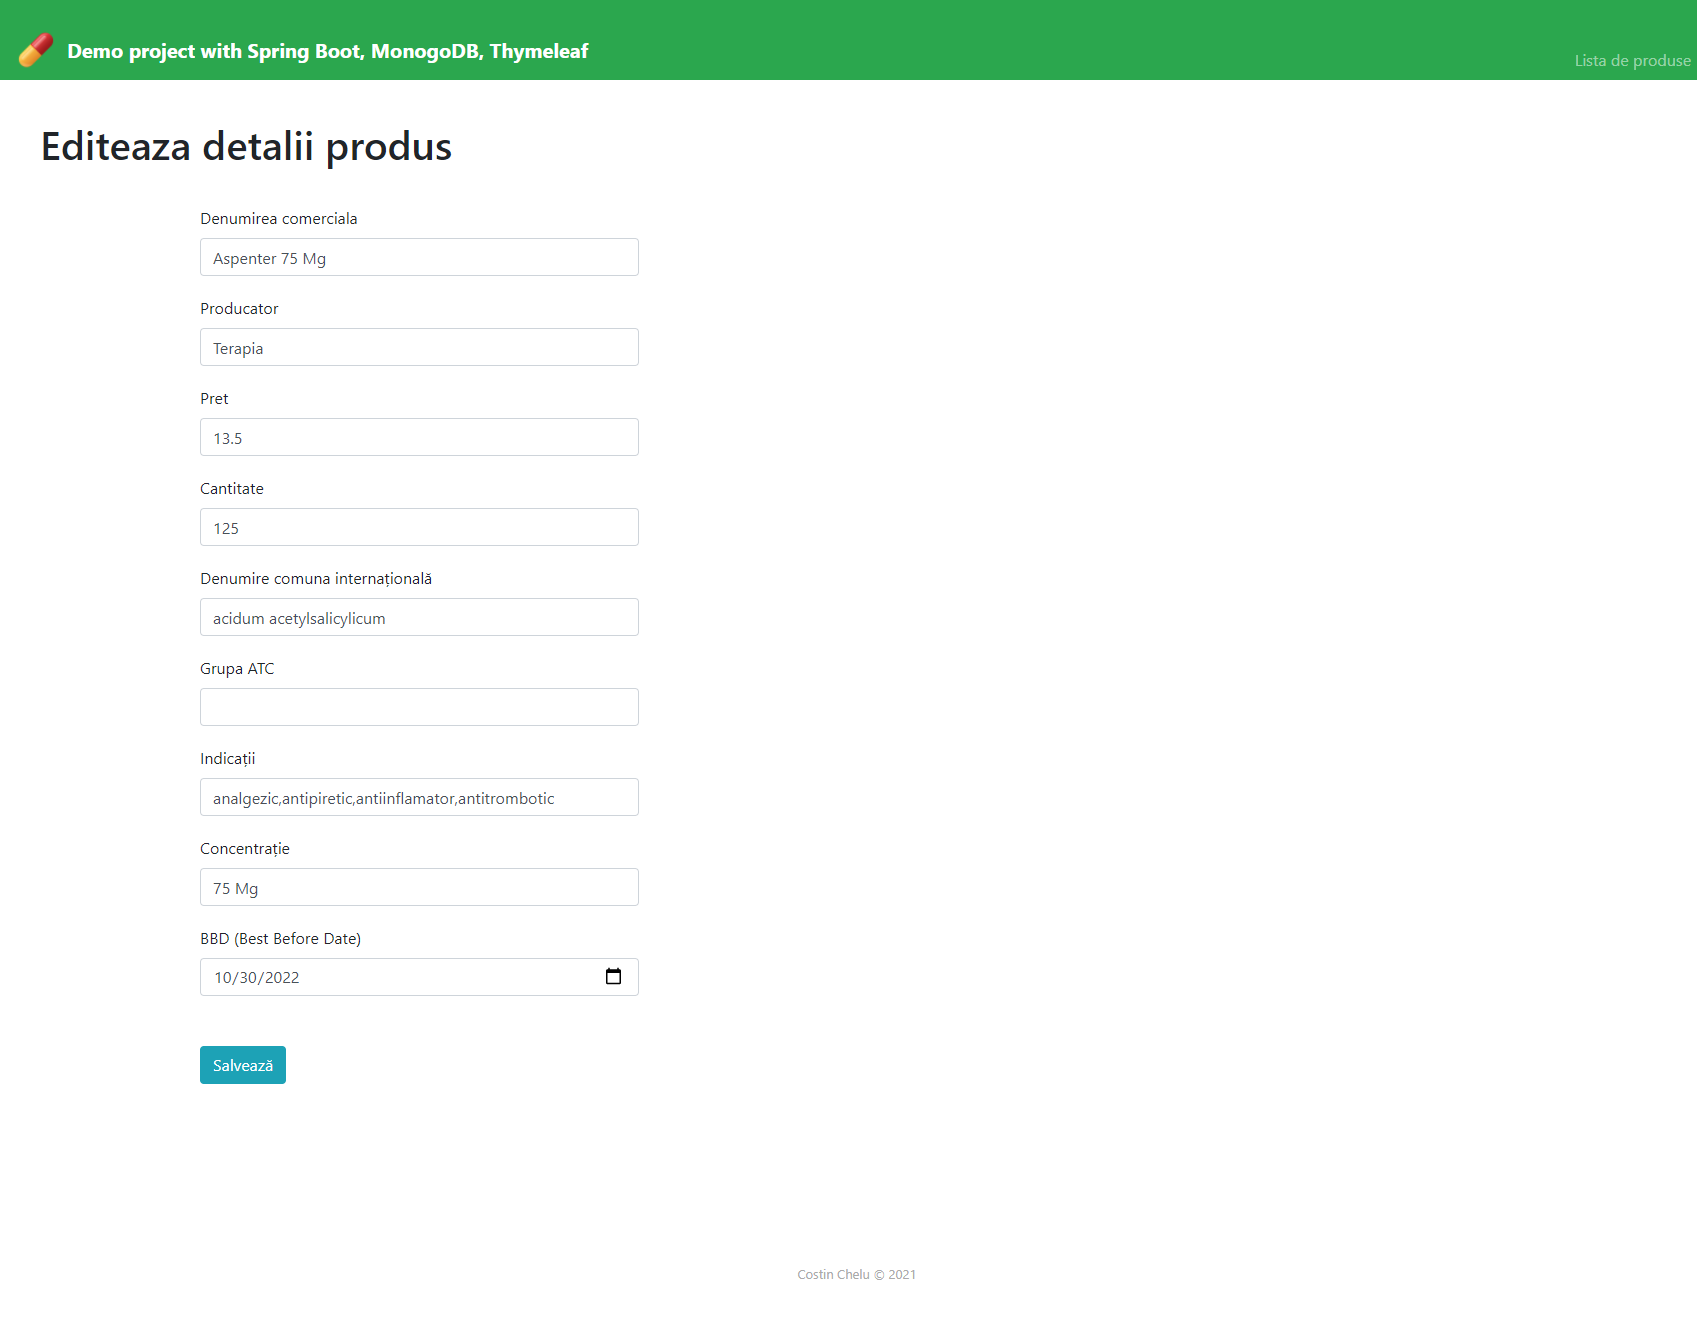 Demo project with Spring Boot, MonogoDB, Thymeleaf
Lista de produse
Editeaza detalii produs
Denumirea comerciala
Aspenter 75 Mg
Producator
Terapia
Pret
13.5
Cantitate
125
Denumire comuna internațională
acidum acetylsalicylicum
Grupa ATC
Indicații
analgezic,antipiretic,antiinflamator,antitrombotic
Concentrație
75 Mg
BBD (Best Before Date)
10/30/2022
Salvează
Costin Chelu © 2021